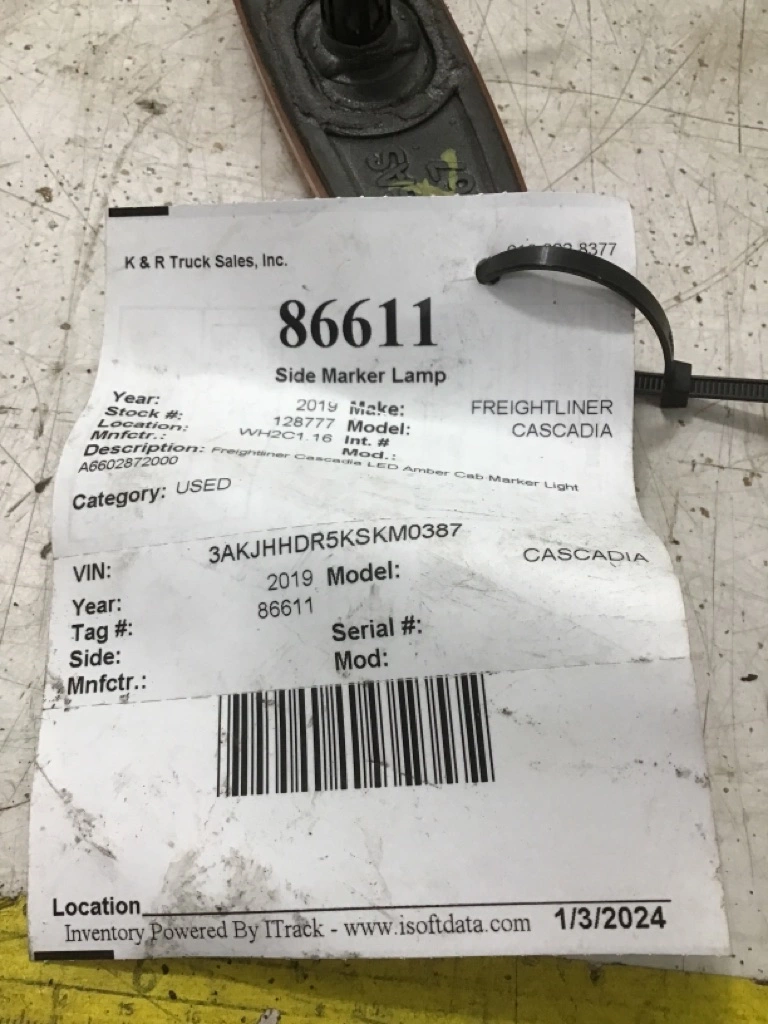 K & R Truck Sales, Inc.
8377
86611
Side Marker Lamp
Year: 2019 Make: FREIGHTLINER
Stock #: 128777 Model: CASCADIA
Location: WH2C1.16 Int. #
Mnfctr.: Mod.:
Description: Freightliner Cascadia LED Amber Cab Marker Light
A6602872000
Category: USED
VIN: 3AKJHHDR5KSKM0387
Year: 2019 Model: CASCADIA
Tag #: 86611
Side: Serial #:
Mnfctr.: Mod:
Location
Inventory Powered By ITrack - www.isoftdata.com 1/3/2024